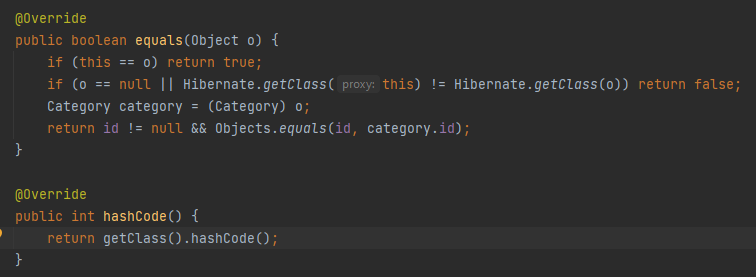 @Override
public boolean equals(Object o) {
    if (this == o) return true;
    if (o == null || Hibernate.getClass( proxy: this) != Hibernate.getClass(o)) return false;
    Category category = (Category) o;
    return id != null && Objects.equals(id, category.id);
}
@Override
public int hashCode() {
    return getClass().hashCode();
}